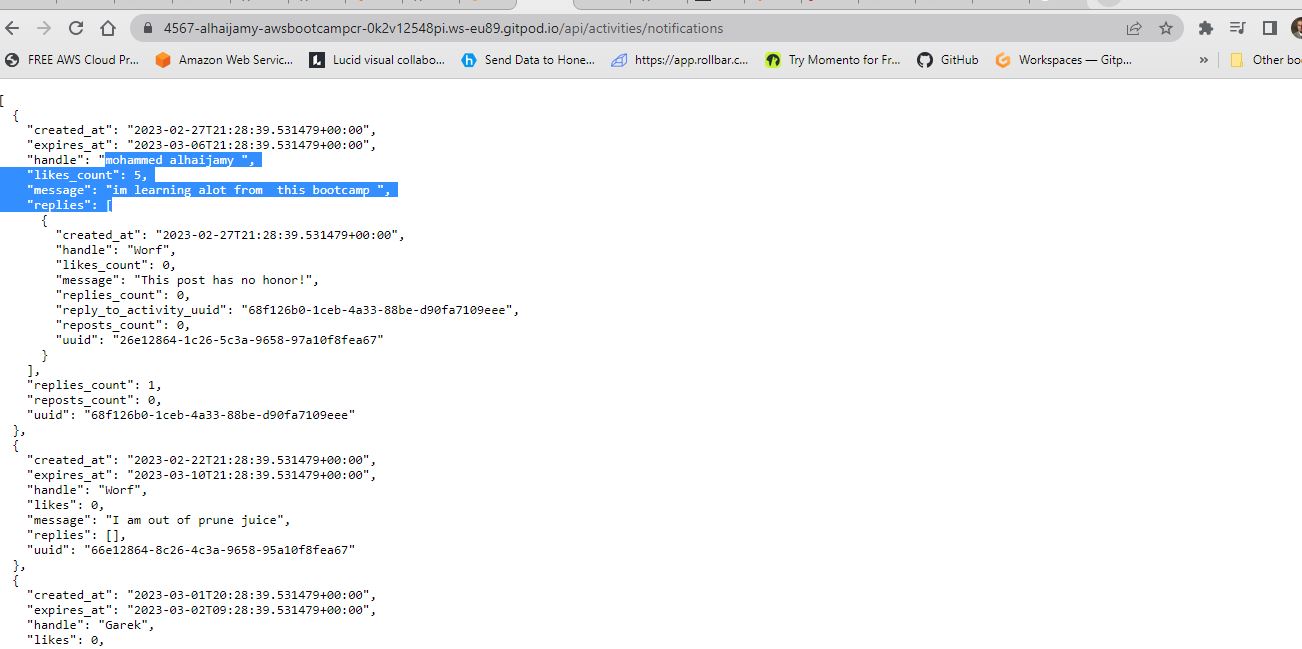 4567-alhaijamy-awsbootcampcr-0k2v12548pi.ws-eu89.gitpod.io/api/activities/notifications
FREE AWS Cloud Pr... Amazon Web Servic... Lucid visual collabo... Send Data to Hone... https://app.rollbar.c... Try Momento for Fr... GitHub Workspaces — Gitp... » Other bo
[
{
"created_at": "2023-02-27T21:28:39.531479+00:00",
"expires_at": "2023-03-06T21:28:39.531479+00:00",
"handle": "mohammed alhaijamy ",
"likes_count": 5,
"message": "im learning alot from  this bootcamp ",
"replies": [
{
"created_at": "2023-02-27T21:28:39.531479+00:00",
"handle": "Worf",
"likes_count": 0,
"message": "This post has no honor!",
"replies_count": 0,
"reply_to_activity_uuid": "68f126b0-1ceb-4a33-88be-d90fa7109eee",
"reposts_count": 0,
"uuid": "26e12864-1c26-5c3a-9658-97a10f8fea67"
}
],
"replies_count": 1,
"reposts_count": 0,
"uuid": "68f126b0-1ceb-4a33-88be-d90fa7109eee"
},
{
"created_at": "2023-02-22T21:28:39.531479+00:00",
"expires_at": "2023-03-10T21:28:39.531479+00:00",
"handle": "Worf",
"likes": 0,
"message": "I am out of prune juice",
"replies": [],
"uuid": "66e12864-8c26-4c3a-9658-95a10f8fea67"
},
{
"created_at": "2023-03-01T20:28:39.531479+00:00",
"expires_at": "2023-03-02T09:28:39.531479+00:00",
"handle": "Garek",
"likes": 0,